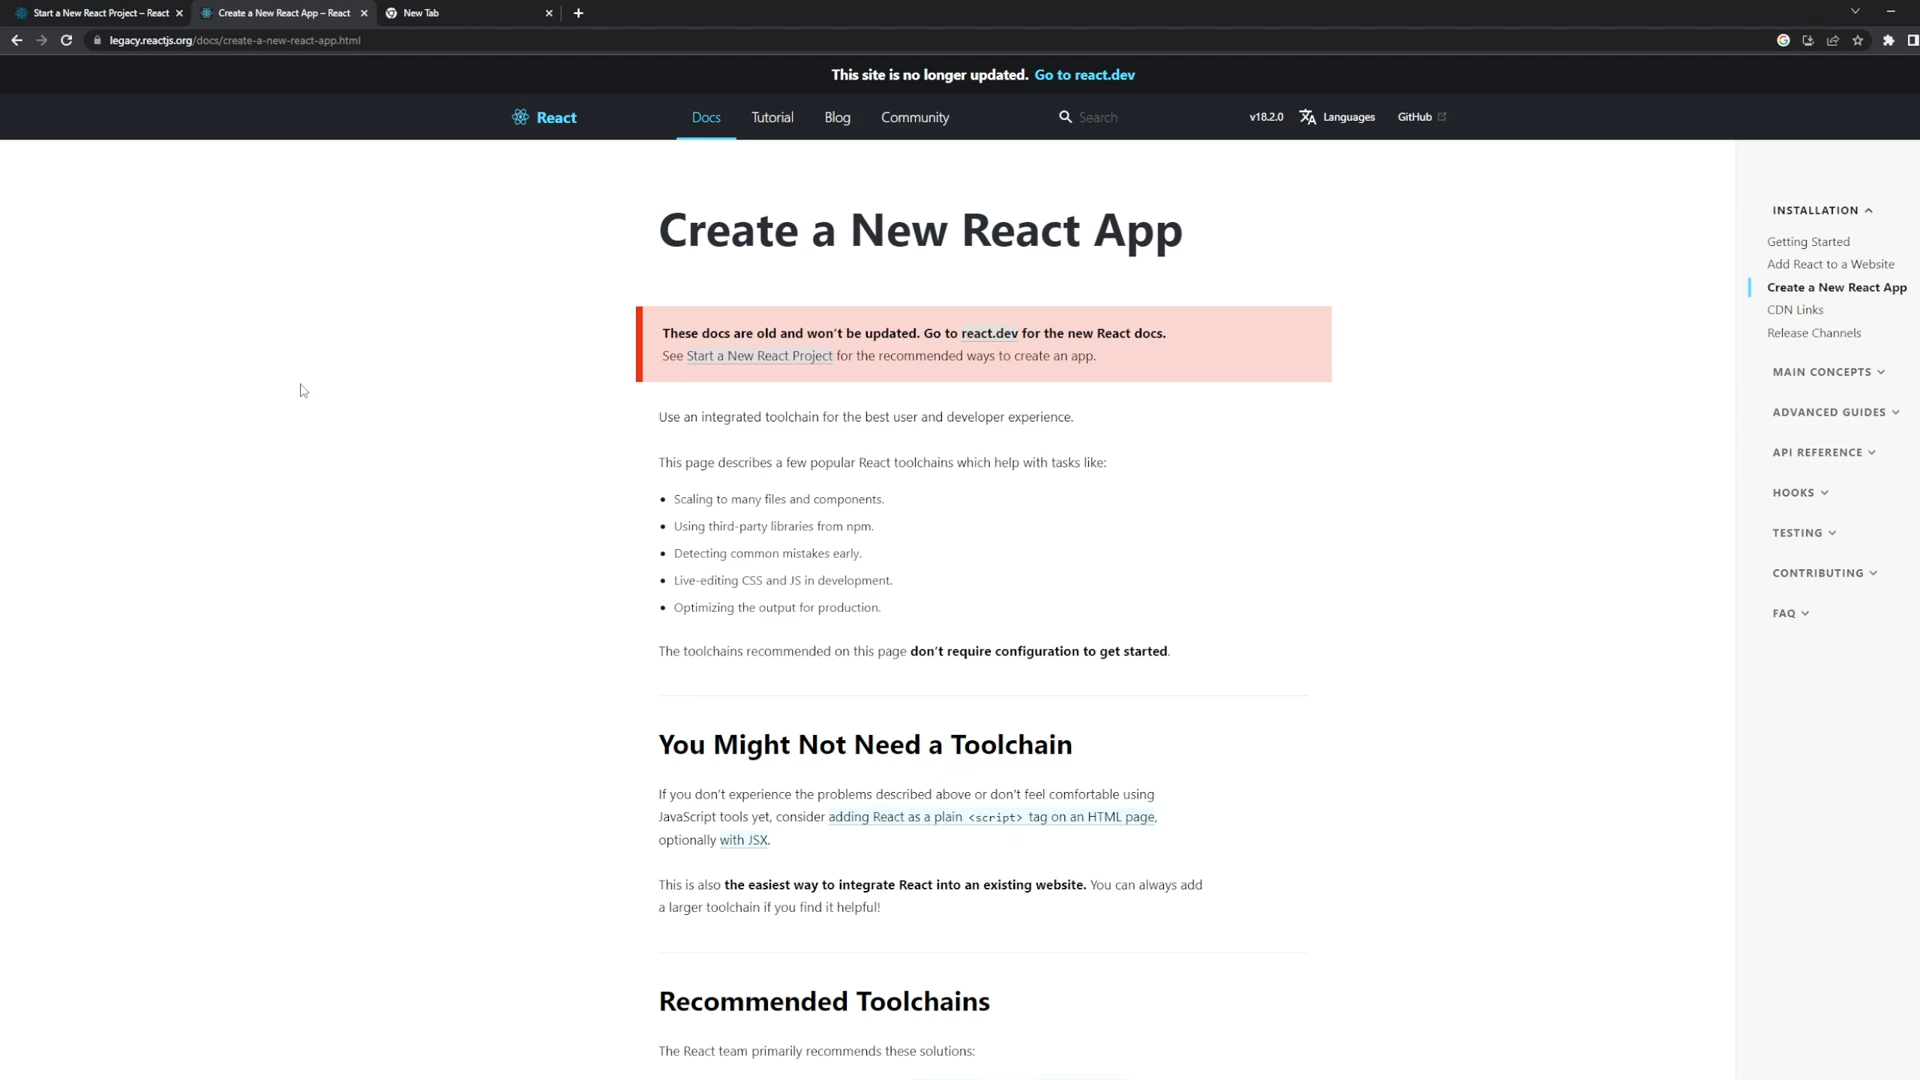 Start a New React Project – React
Create a New React App – React
New Tab
legacy.reactjs.org/docs/create-a-new-react-app.html
This site is no longer updated. Go to react.dev
React
Docs
Tutorial
Blog
Community
Search
v18.2.0
Languages
GitHub
Create a New React App
These docs are old and won’t be updated. Go to react.dev for the new React docs.
See Start a New React Project for the recommended ways to create an app.
Use an integrated toolchain for the best user and developer experience.
This page describes a few popular React toolchains which help with tasks like:
• Scaling to many files and components.
• Using third-party libraries from npm.
• Detecting common mistakes early.
• Live-editing CSS and JS in development.
• Optimizing the output for production.
The toolchains recommended on this page don’t require configuration to get started.
You Might Not Need a Toolchain
If you don’t experience the problems described above or don’t feel comfortable using
JavaScript tools yet, consider adding React as a plain <script> tag on an HTML page,
optionally with JSX.
This is also the easiest way to integrate React into an existing website. You can always add
a larger toolchain if you find it helpful!
Recommended Toolchains
The React team primarily recommends these solutions:
INSTALLATION
Getting Started
Add React to a Website
Create a New React App
CDN Links
Release Channels
MAIN CONCEPTS
ADVANCED GUIDES
API REFERENCE
HOOKS
TESTING
CONTRIBUTING
FAQ